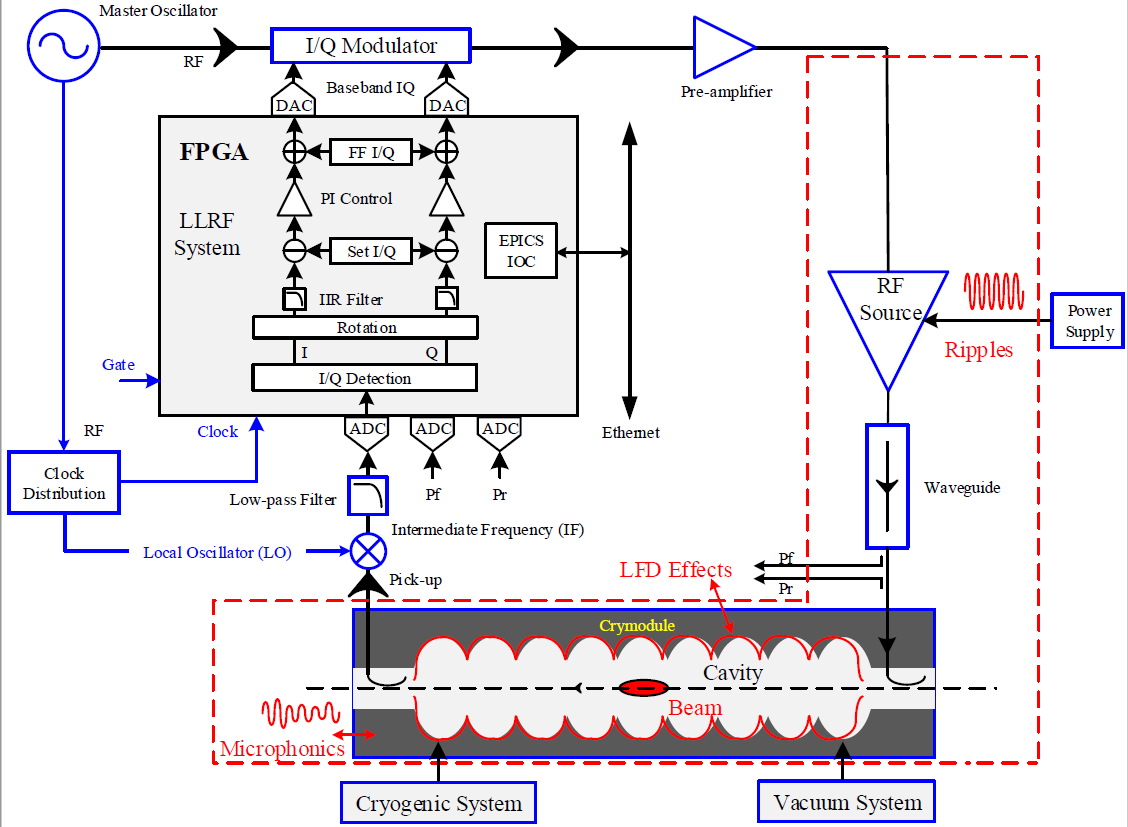 Master Oscillator
RF
I/Q Modulator
Pre-amplifier
Baseband IQ
DAC
DAC
FPGA
FF I/Q
PI Control
LLRF
System
Set I/Q
EPICS
IOC
IIR Filter
Rotation
I
Q
I/Q Detection
Gate
Clock
RF
Clock
Distribution
ADC
ADC
ADC
Ethernet
Low-pass Filter
Pf
Pr
Intermediate Frequency (IF)
Local Oscillator (LO)
Pick-up
RF
Source
Power
Supply
Ripples
Waveguide
Pf
Pr
LFD Effects
Crymodule
Cavity
Beam
Microphonics
Cryogenic System
Vacuum System